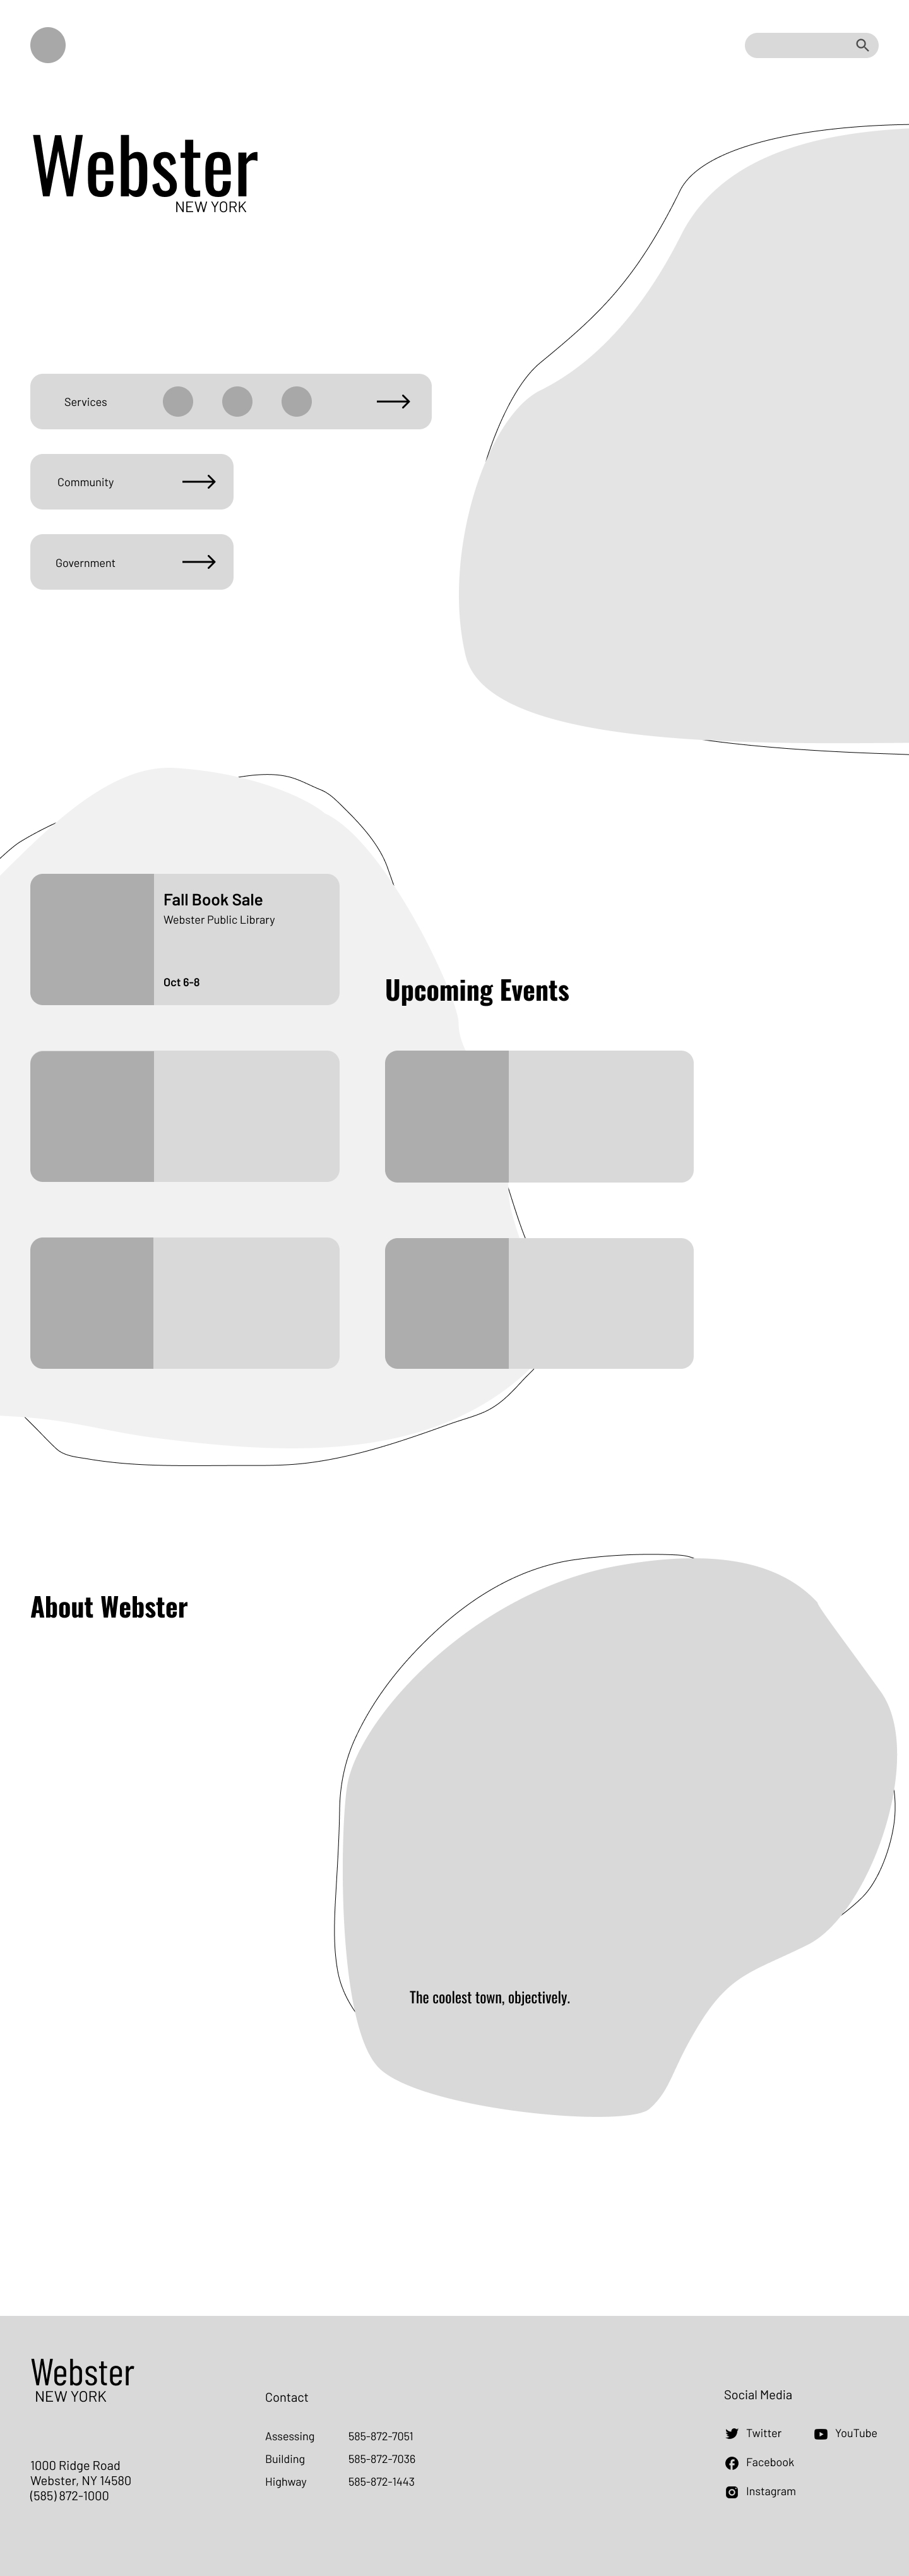 Webster
NEW YORK
Services
Community
Government
Fall Book Sale
Webster Public Library
Oct 6-8
Upcoming Events
About Webster
The coolest town, objectively.
Webster
NEW YORK
1000 Ridge Road
Webster, NY 14580
(585) 872-1000
Contact
Assessing 585-872-7051
Building 585-872-7036
Highway 585-872-1443
Social Media
Twitter YouTube
Facebook
Instagram